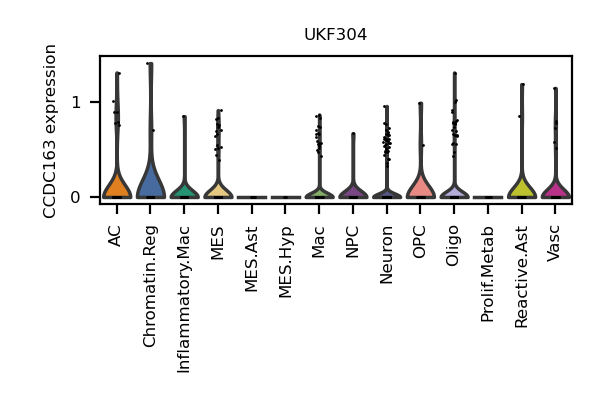 UKF304
CCDC163 expression
1
0
AC
Chromatin.Reg
Inflammatory.Mac
MES
MES.Ast
MES.Hyp
Mac
NPC
Neuron
OPC
Oligo
Prolif.Metab
Reactive.Ast
Vasc